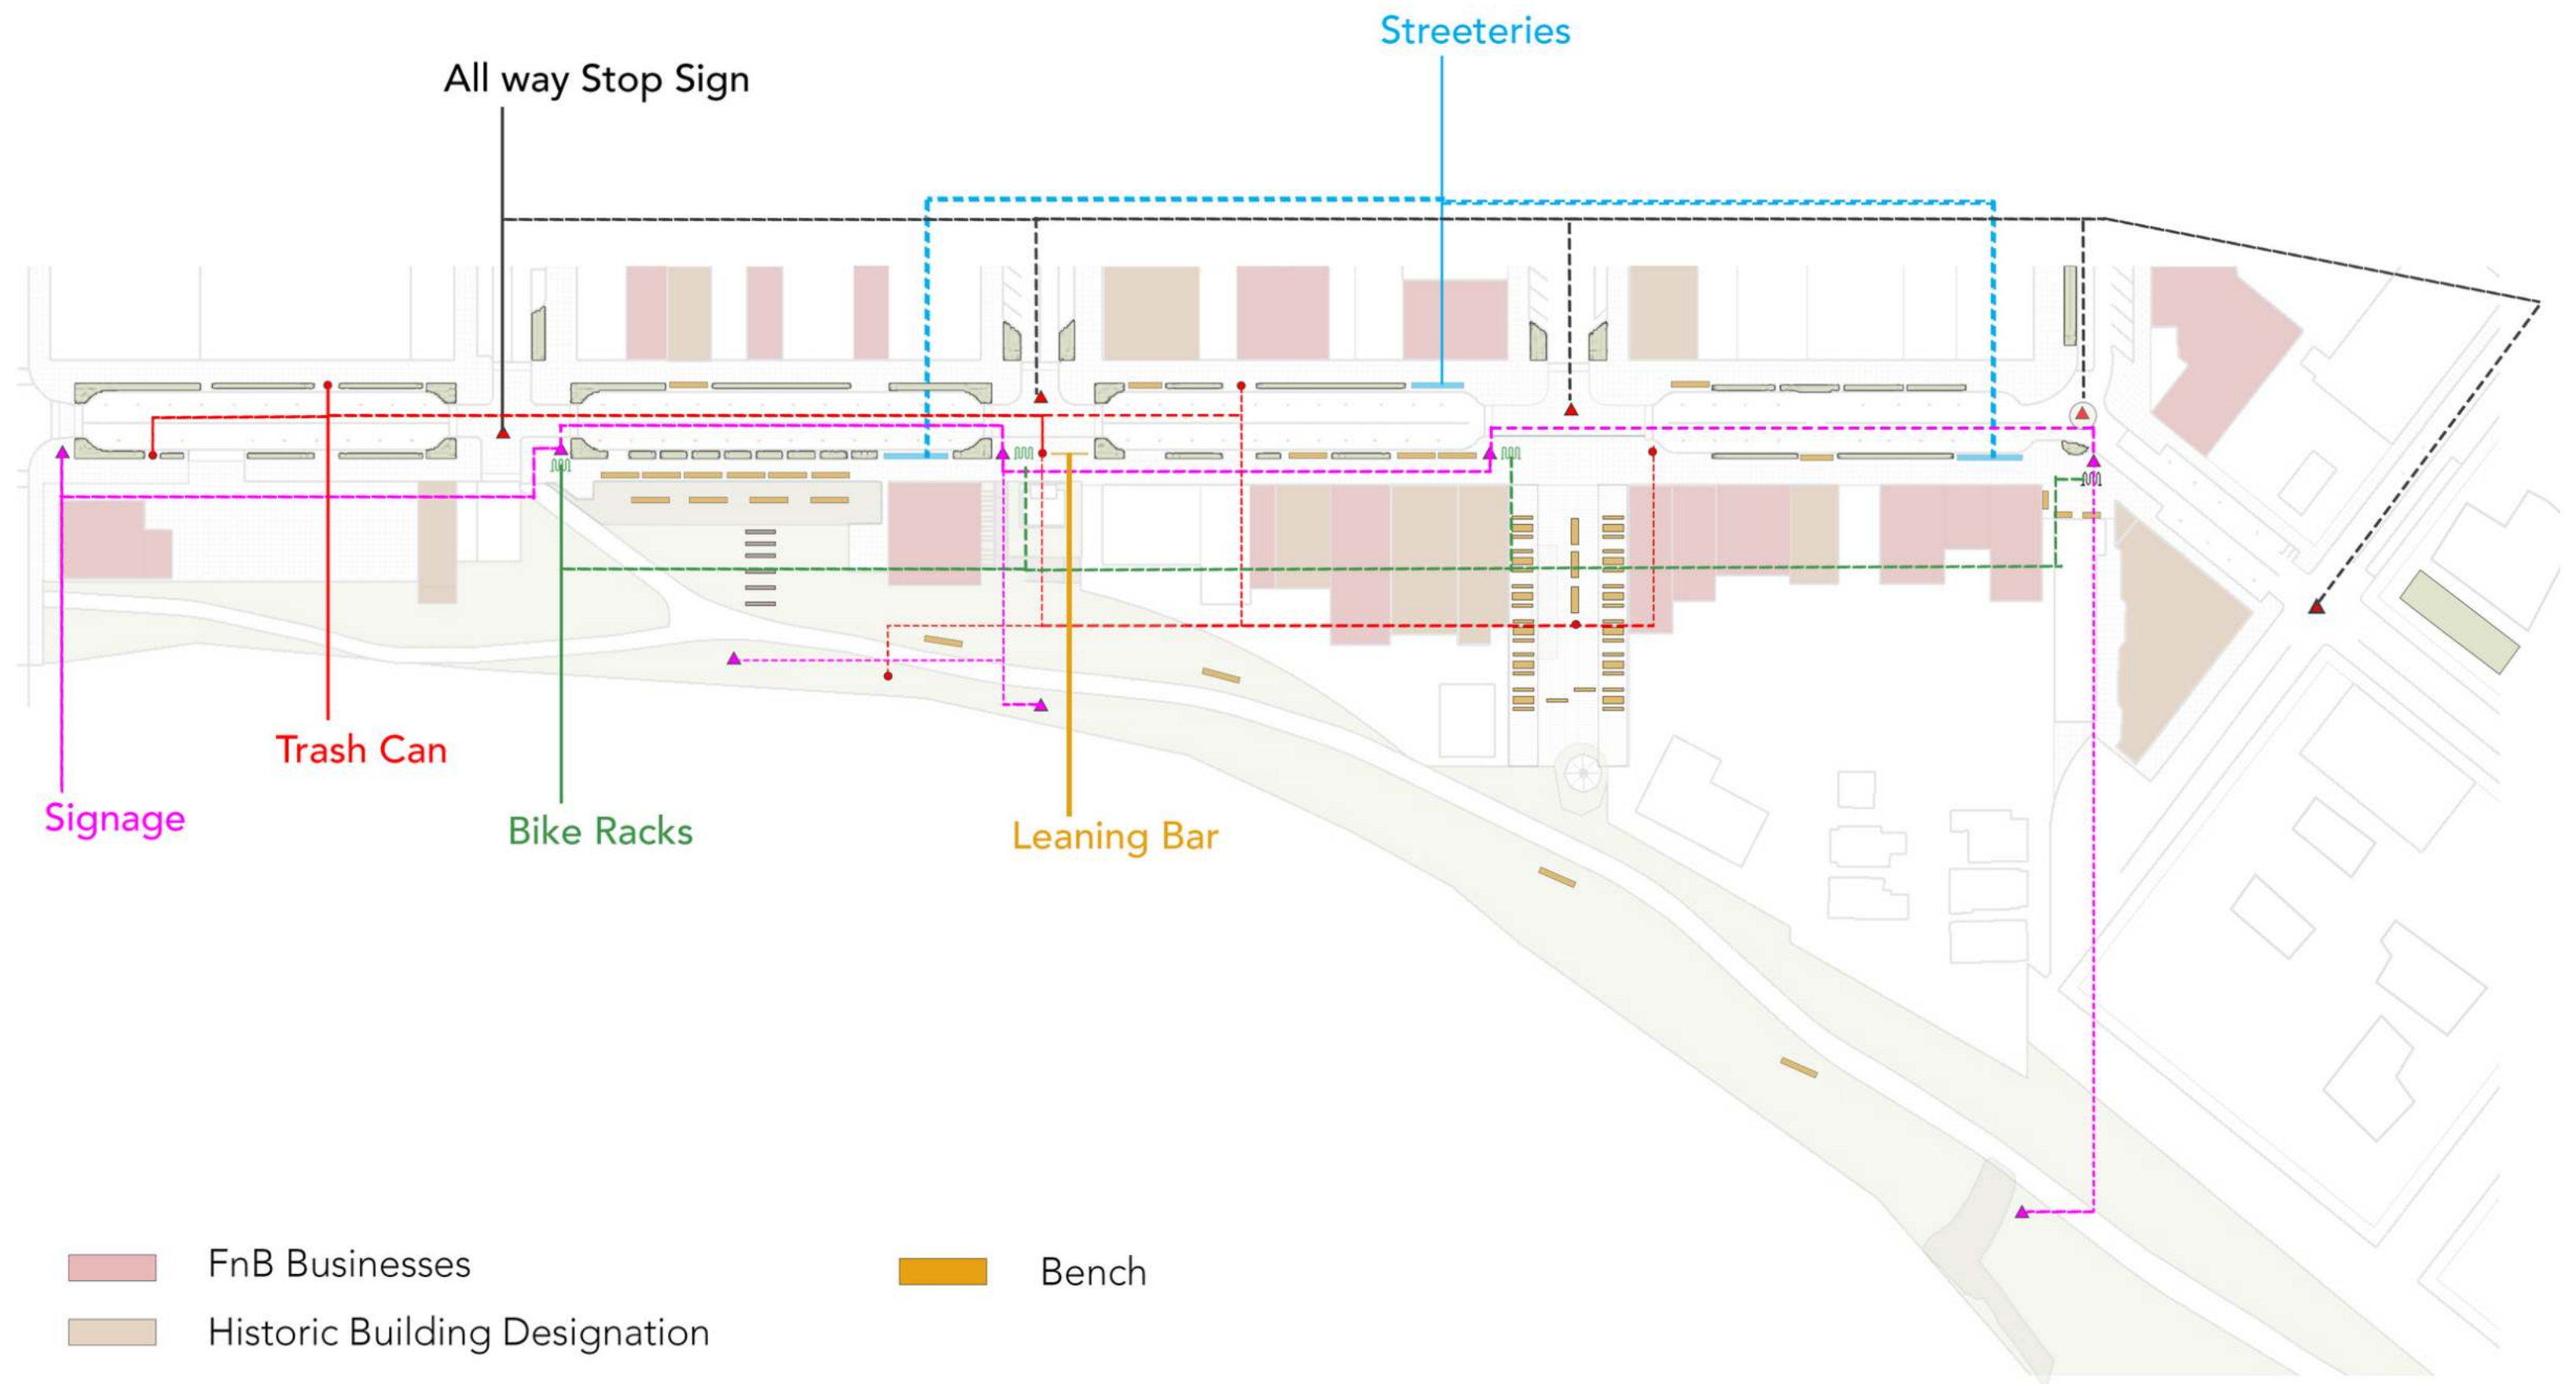 Streeteries
All way Stop Sign
Trash Can
Signage
Bike Racks
Leaning Bar
FnB Businesses
Bench
Historic Building Designation